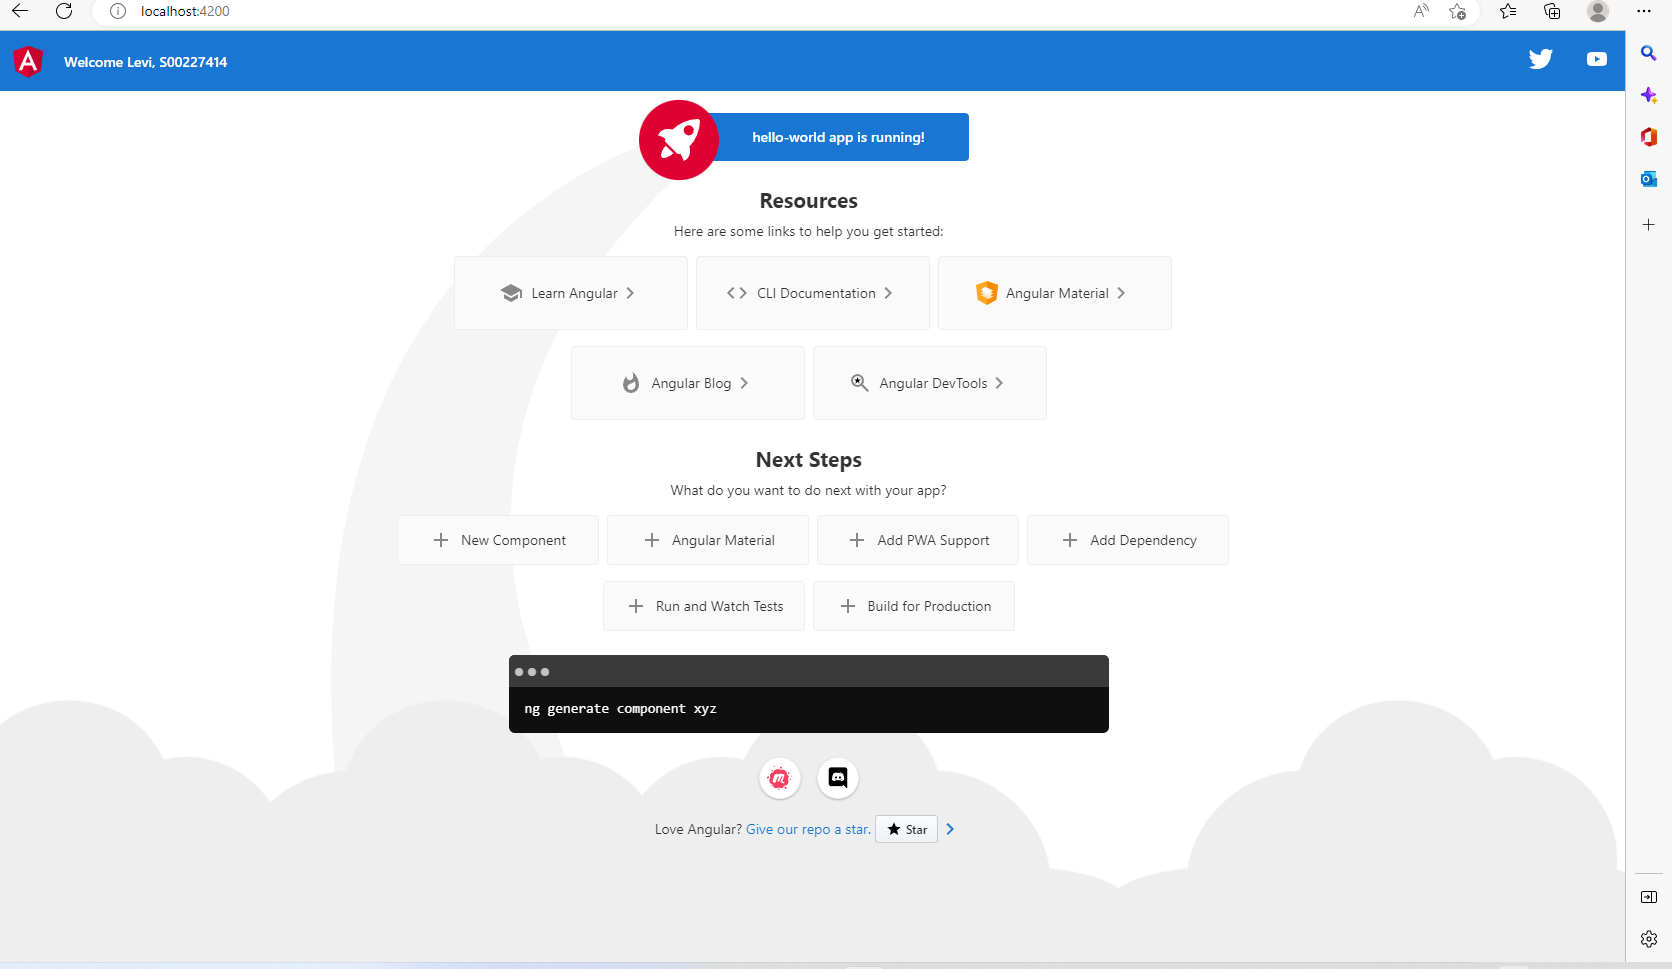 localhost:4200
Welcome Levi, S00227414
hello-world app is running!
Resources
Here are some links to help you get started:
Learn Angular
CLI Documentation
Angular Material
Angular Blog
Angular DevTools
Next Steps
What do you want to do next with your app?
New Component
Angular Material
Add PWA Support
Add Dependency
Run and Watch Tests
Build for Production
ng generate component xyz
Love Angular? Give our repo a star. Star